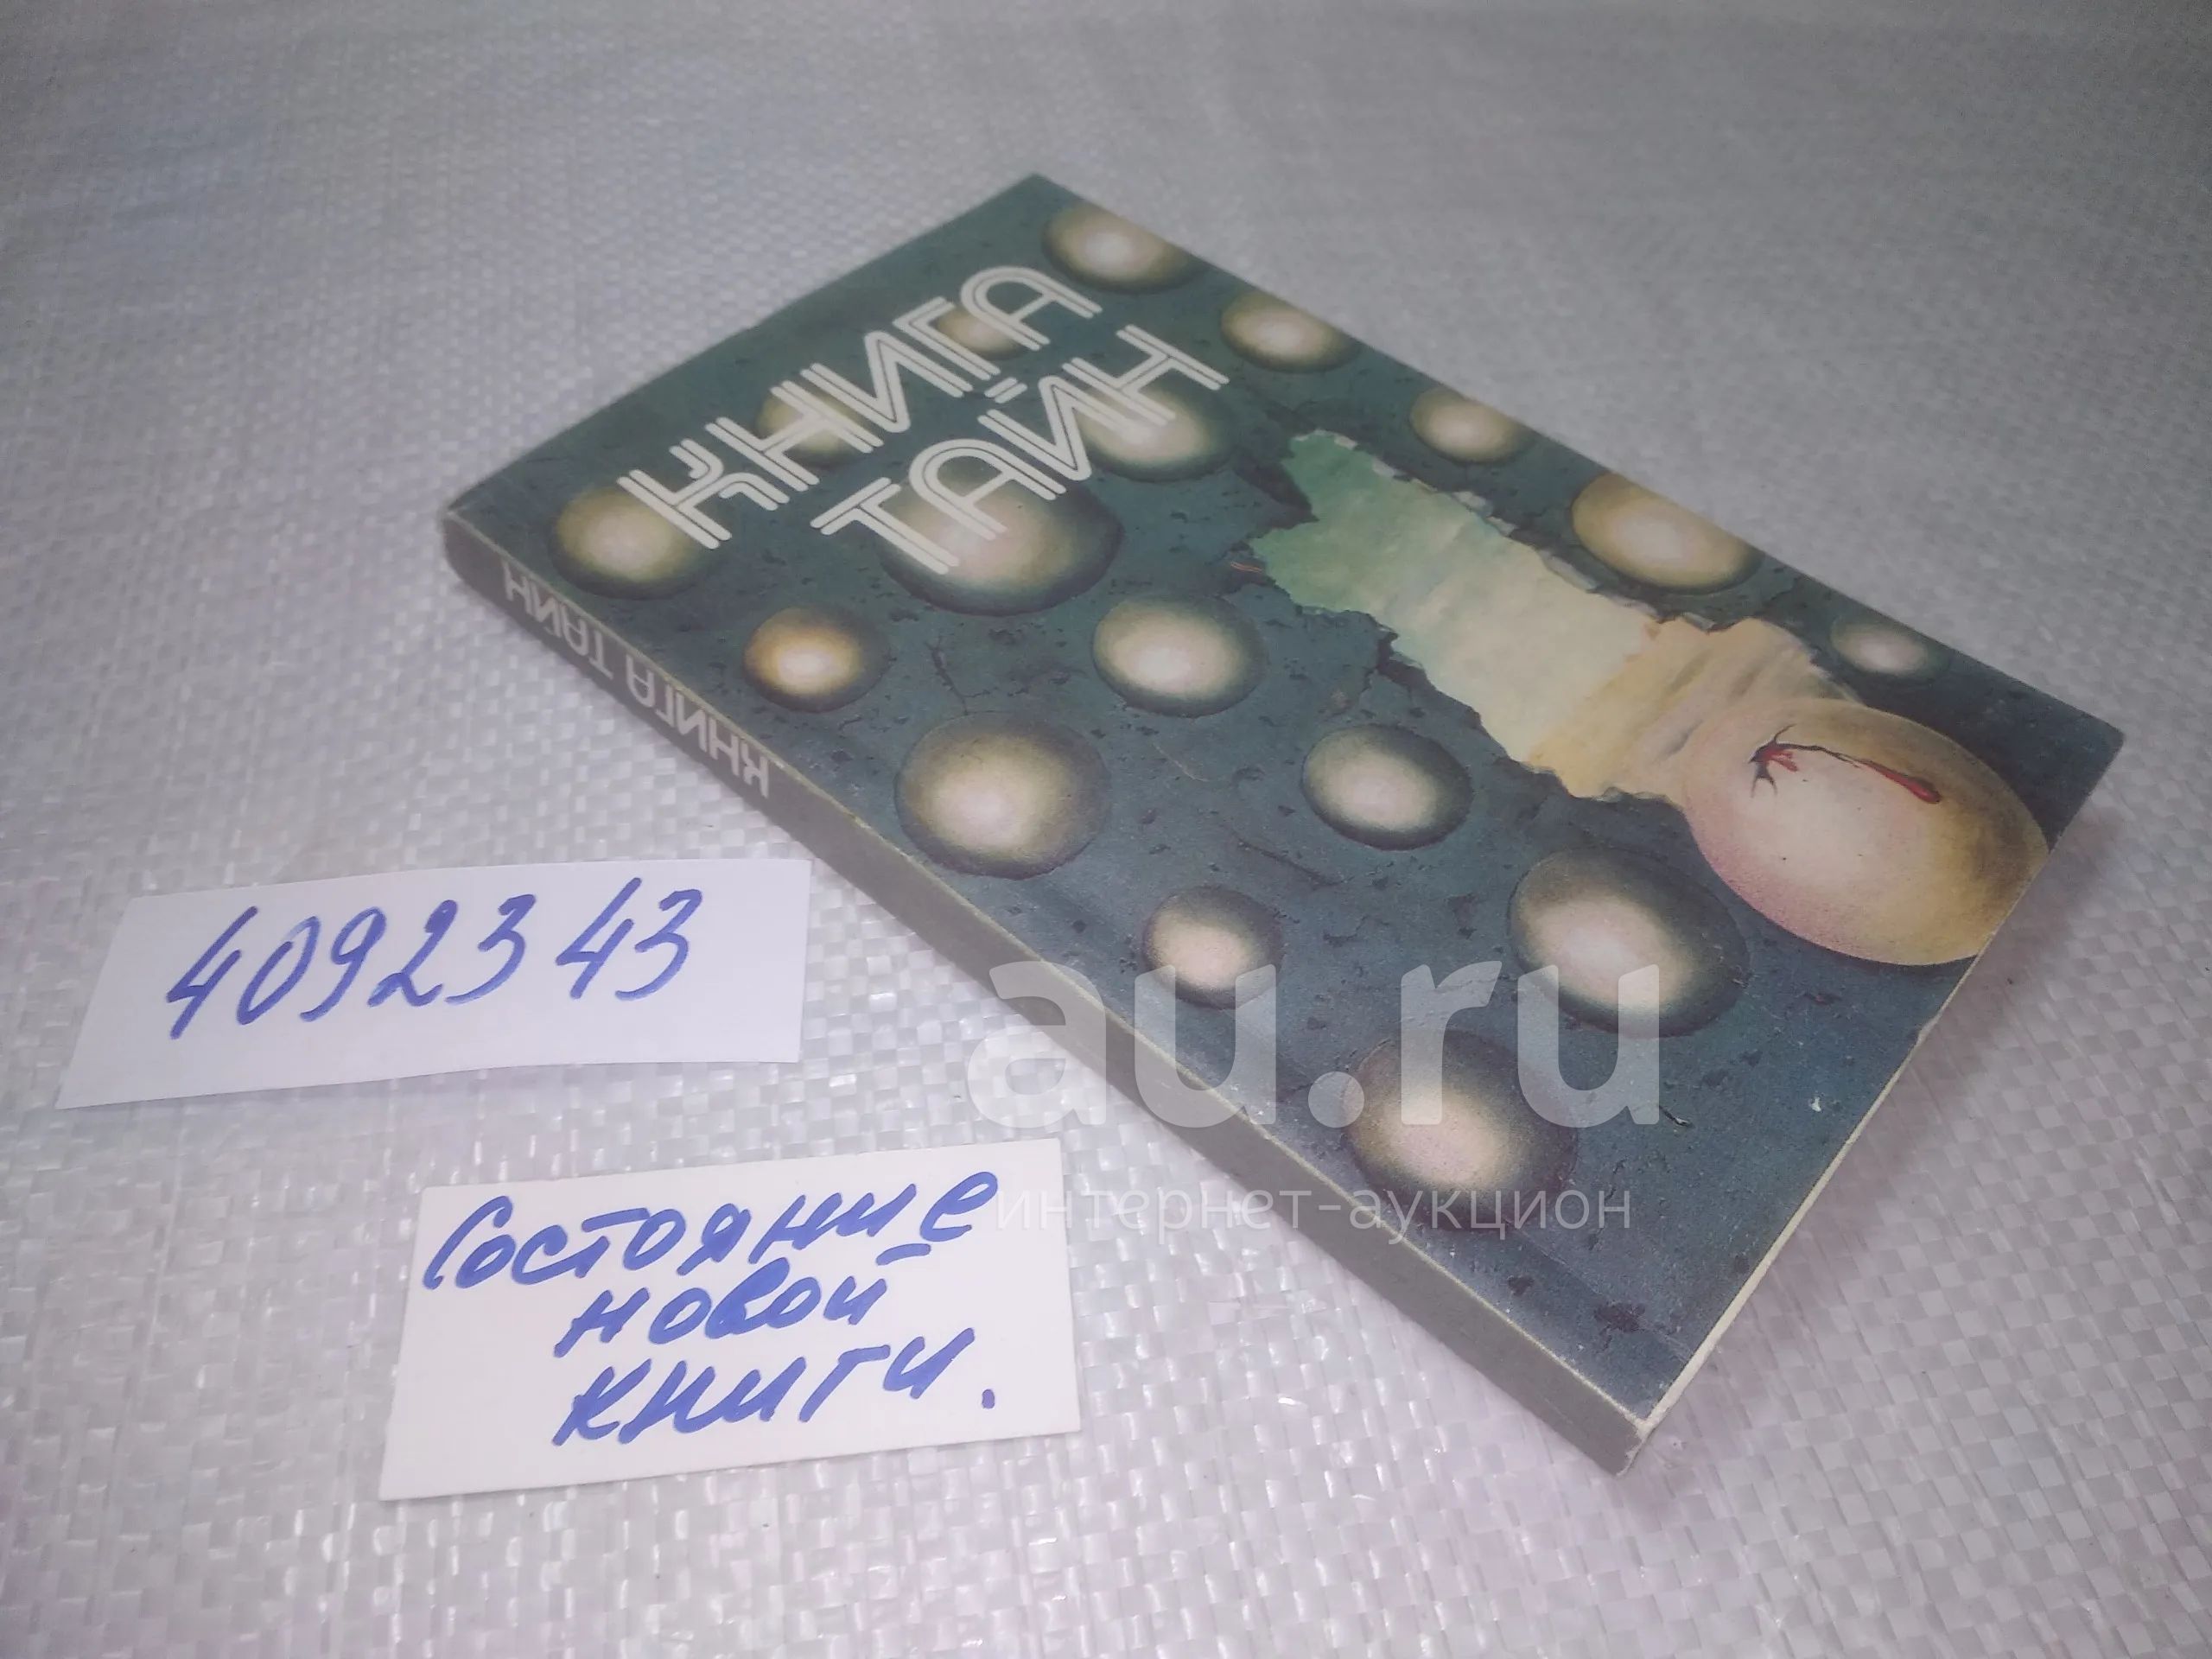 КНИГА
ТАЙН
КНИГА ТАЙН
4092343
Состояние
новой
книги.
au.ru
интернет-аукцион